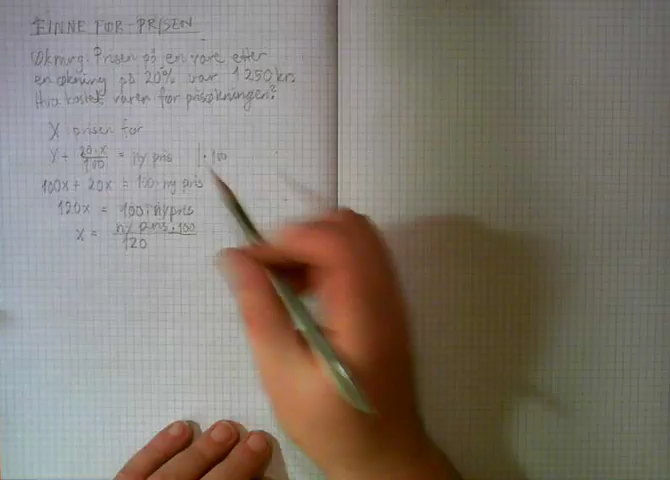 FINNE FØR-PRISEN
Økning: Prisen på en vare etter
en økning på 20% var 1250 kr.
Hva kostet varen før prisøkningen?
X prisen før
X + 20·X/100 = ny pris |·100
100X + 20X = 100·ny pris
120X = 100·ny pris
X = ny pris·100/120